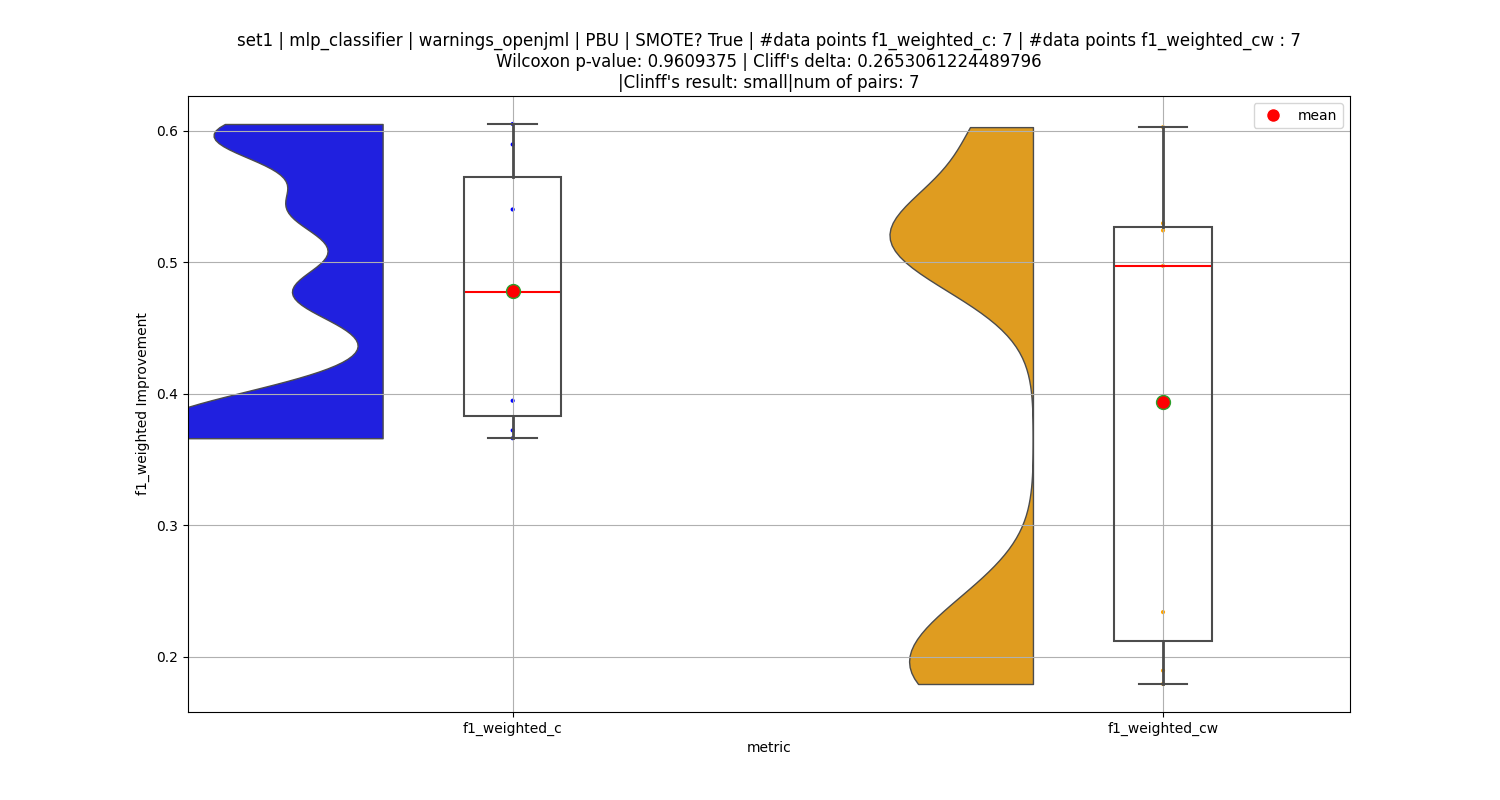 set1 | mlp_classifier | warnings_openjml | PBU | SMOTE? True | #data points f1_weighted_c: 7 | #data points f1_weighted_cw : 7
Wilcoxon p-value: 0.9609375 | Cliff's delta: 0.2653061224489796
|Clinff's result: small|num of pairs: 7
mean
0.6
0.5
0.4
0.3
0.2
f1_weighted Improvement
f1_weighted_c
f1_weighted_cw
metric